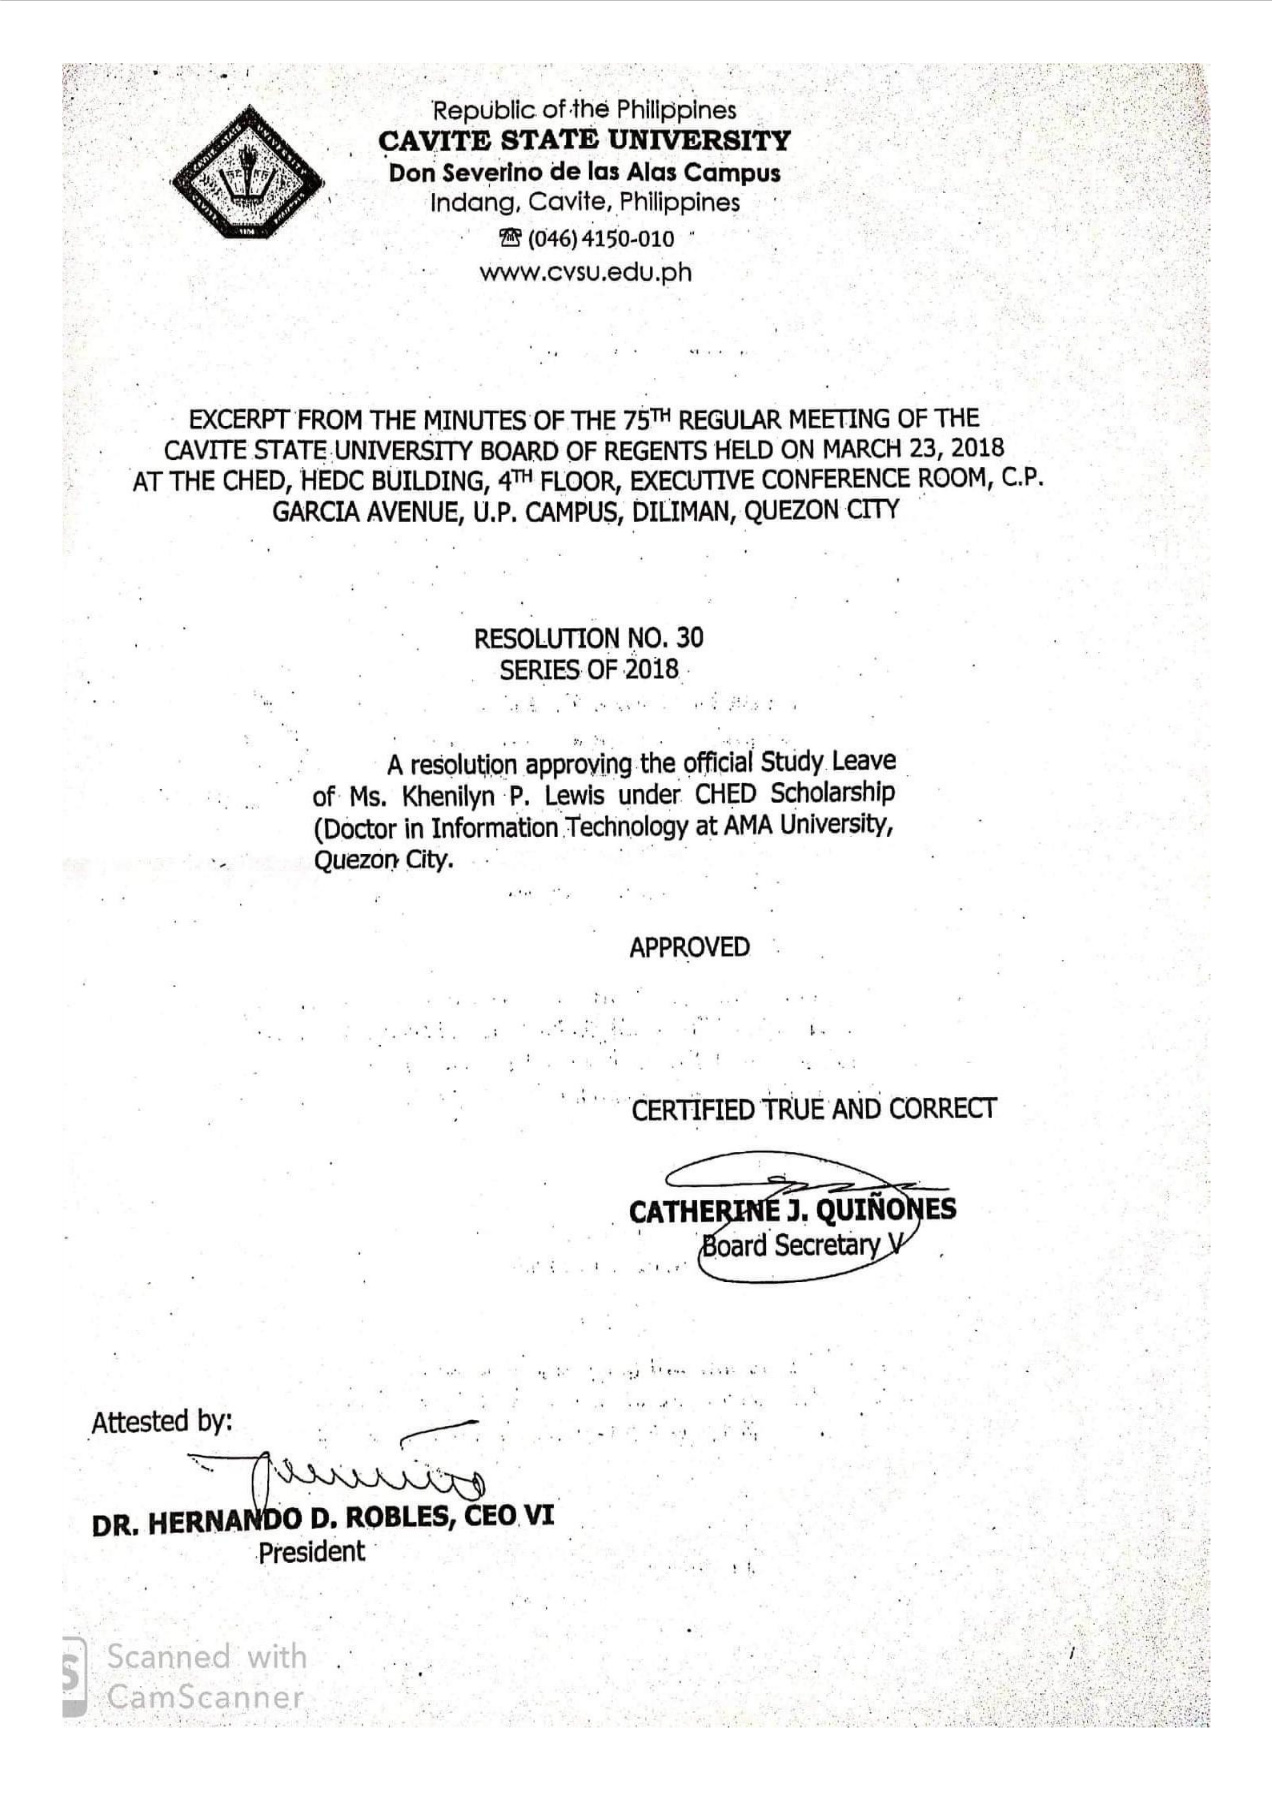 Republic of the Philippines
CAVITE STATE UNIVERSITY
Don Severino de las Alas Campus
Indang, Cavite, Philippines
☎ (046) 4150-010
www.cvsu.edu.ph
EXCERPT FROM THE MINUTES OF THE 75TH REGULAR MEETING OF THE
CAVITE STATE UNIVERSITY BOARD OF REGENTS HELD ON MARCH 23, 2018
AT THE CHED, HEDC BUILDING, 4TH FLOOR, EXECUTIVE CONFERENCE ROOM, C.P.
GARCIA AVENUE, U.P. CAMPUS, DILIMAN, QUEZON CITY
RESOLUTION NO. 30
SERIES OF 2018
A resolution approving the official Study Leave
of Ms. Khenilyn P. Lewis under CHED Scholarship
(Doctor in Information Technology at AMA University,
Quezon City.
APPROVED
CERTIFIED TRUE AND CORRECT
CATHERINE J. QUIÑONES
Board Secretary V
Attested by:
DR. HERNANDO D. ROBLES, CEO VI
President
Scanned with
CamScanner